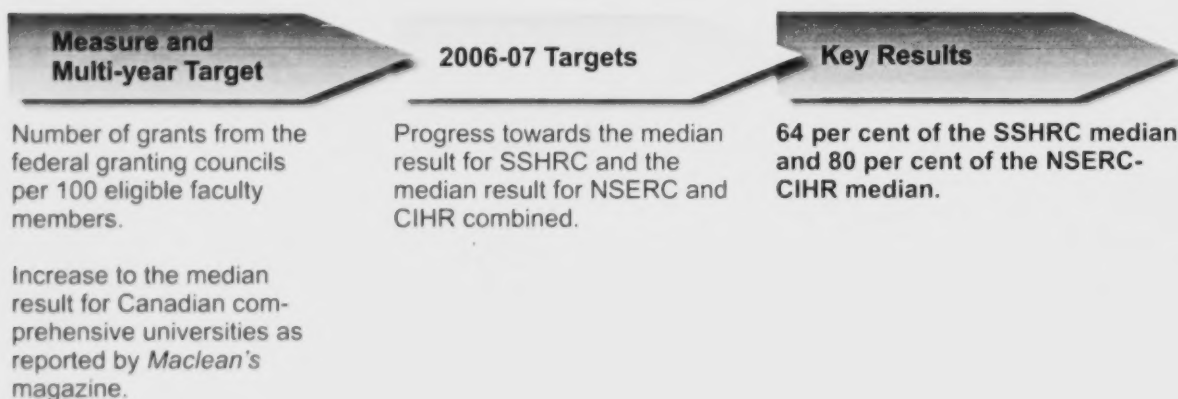 Measure and
Multi-year Target
2006-07 Targets
Key Results
Number of grants from the
federal granting councils
per 100 eligible faculty
members.
Increase to the median
result for Canadian com-
prehensive universities as
reported by Maclean's
magazine.
Progress towards the median
result for SSHRC and the
median result for NSERC and
CIHR combined.
64 per cent of the SSHRC median
and 80 per cent of the NSERC-
CIHR median.